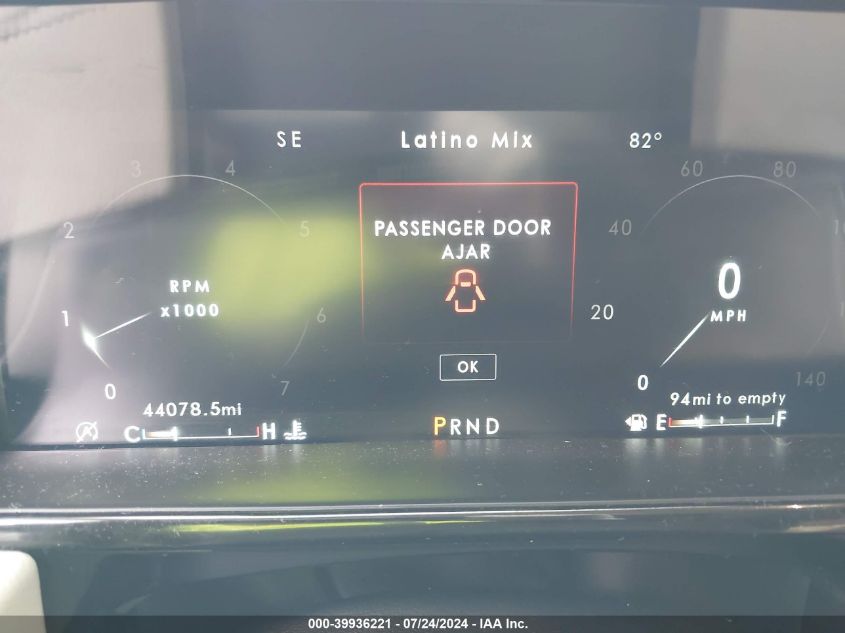 SE Latino Mix 82°
3 4 60 80
2 5 40 10
PASSENGER DOOR
AJAR
RPM
x1000
0
MPH
1 6 20
OK
0 7 0 140
44078.5mi 94mi to empty
C H PRND E F
000-39936221 - 07/24/2024 - IAA Inc.